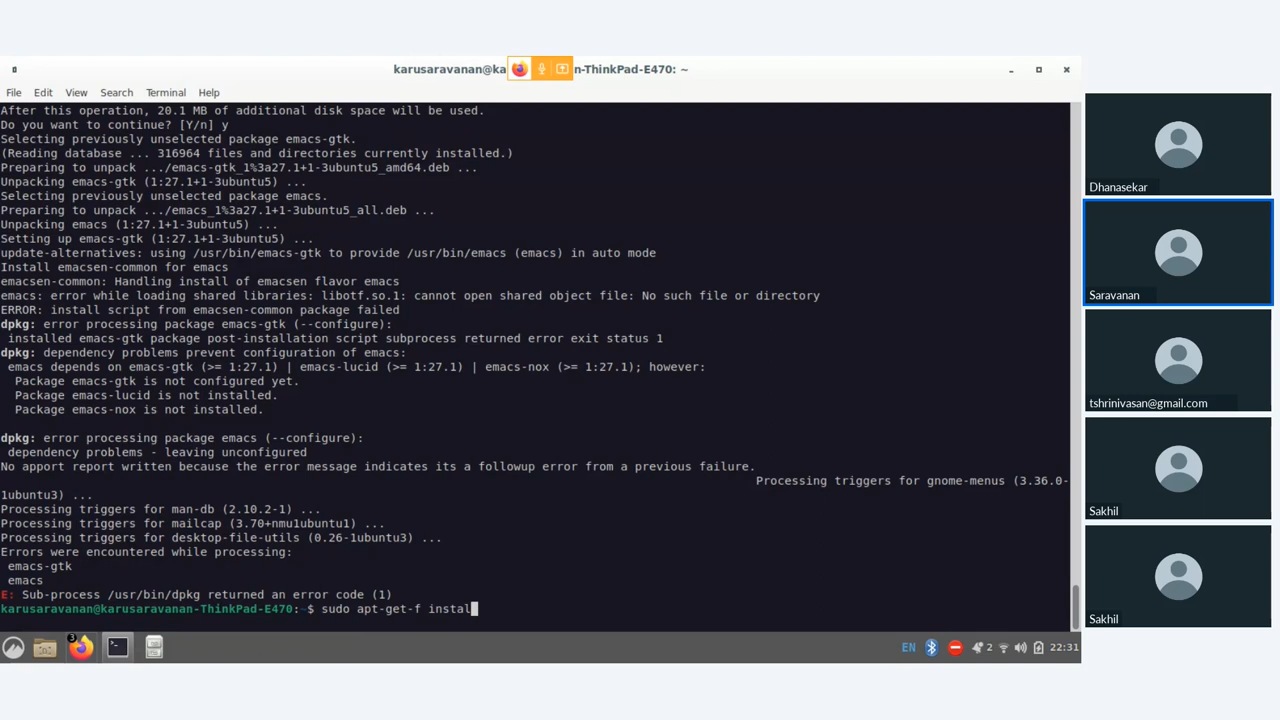 karusaravanan@ka n-ThinkPad-E470: ~
File Edit View Search Terminal Help
After this operation, 20.1 MB of additional disk space will be used.
Do you want to continue? [Y/n] y
Selecting previously unselected package emacs-gtk.
(Reading database ... 316964 files and directories currently installed.)
Preparing to unpack .../emacs-gtk_1%3a27.1+1-3ubuntu5_amd64.deb ...
Unpacking emacs-gtk (1:27.1+1-3ubuntu5) ...
Selecting previously unselected package emacs.
Preparing to unpack .../emacs_1%3a27.1+1-3ubuntu5_all.deb ...
Unpacking emacs (1:27.1+1-3ubuntu5) ...
Setting up emacs-gtk (1:27.1+1-3ubuntu5) ...
update-alternatives: using /usr/bin/emacs-gtk to provide /usr/bin/emacs (emacs) in auto mode
Install emacsen-common for emacs
emacsen-common: Handling install of emacsen flavor emacs
emacs: error while loading shared libraries: libotf.so.1: cannot open shared object file: No such file or directory
ERROR: install script from emacsen-common package failed
dpkg: error processing package emacs-gtk (--configure):
installed emacs-gtk package post-installation script subprocess returned error exit status 1
dpkg: dependency problems prevent configuration of emacs:
emacs depends on emacs-gtk (>= 1:27.1) | emacs-lucid (>= 1:27.1) | emacs-nox (>= 1:27.1); however:
Package emacs-gtk is not configured yet.
Package emacs-lucid is not installed.
Package emacs-nox is not installed.
dpkg: error processing package emacs (--configure):
dependency problems - leaving unconfigured
No apport report written because the error message indicates its a followup error from a previous failure.
Processing triggers for gnome-menus (3.36.0-
1ubuntu3) ...
Processing triggers for man-db (2.10.2-1) ...
Processing triggers for mailcap (3.70+nmu1ubuntu1) ...
Processing triggers for desktop-file-utils (0.26-1ubuntu3) ...
Errors were encountered while processing:
emacs-gtk
emacs
E: Sub-process /usr/bin/dpkg returned an error code (1)
karusaravanan@karusaravanan-ThinkPad-E470:~$ sudo apt-get-f instal
3
EN 2 22:31
Dhanasekar
Saravanan
tshrinivasan@gmail.com
Sakhil
Sakhil